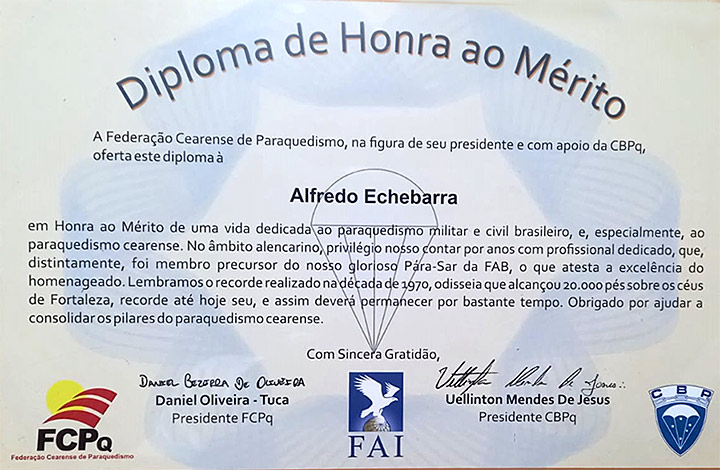 Diploma de Honra ao Mérito
A Federação Cearense de Paraquedismo, na figura de seu presidente e com apoio da CBPq,
oferta este diploma à
Alfredo Echebarra
em Honra ao Mérito de uma vida dedicada ao paraquedismo militar e civil brasileiro, e, especialmente, ao
paraquedismo cearense. No âmbito alencarino, privilégio nosso contar por anos com profissional dedicado, que,
distintamente, foi membro precursor do nosso glorioso Pára-Sar da FAB, o que atesta a excelência do
homenageado. Lembramos o recorde realizado na década de 1970, odisseia que alcançou 20.000 pés sobre os céus
de Fortaleza, recorde até hoje seu, e assim deverá permanecer por bastante tempo. Obrigado por ajudar a
consolidar os pilares do paraquedismo cearense.
Com Sincera Gratidão,
Daniel Bezerra De Oliveira
Daniel Oliveira - Tuca
Presidente FCPq
Uellinton Mendes De Jesus
Uellinton Mendes De Jesus
Presidente CBPq
FCPQ
Federação Cearense de Paraquedismo
FAI
CBP